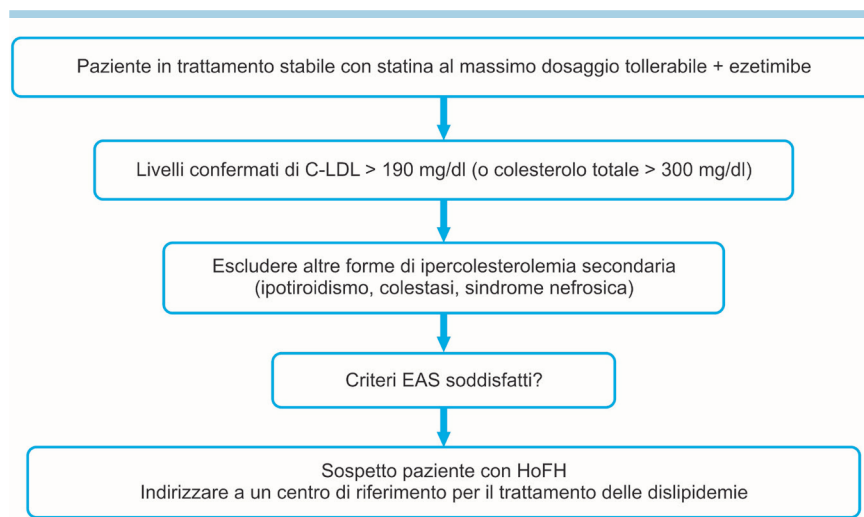 Paziente in trattamento stabile con statina al massimo dosaggio tollerabile + ezetimibe
Livelli confermati di C-LDL > 190 mg/dl (o colesterolo totale > 300 mg/dl)
Escludere altre forme di ipercolesterolemia secondaria
(ipotiroidismo, colestasi, sindrome nefrosica)
Criteri EAS soddisfatti?
Sospetto paziente con HoFH
Indirizzare a un centro di riferimento per il trattamento delle dislipidemie